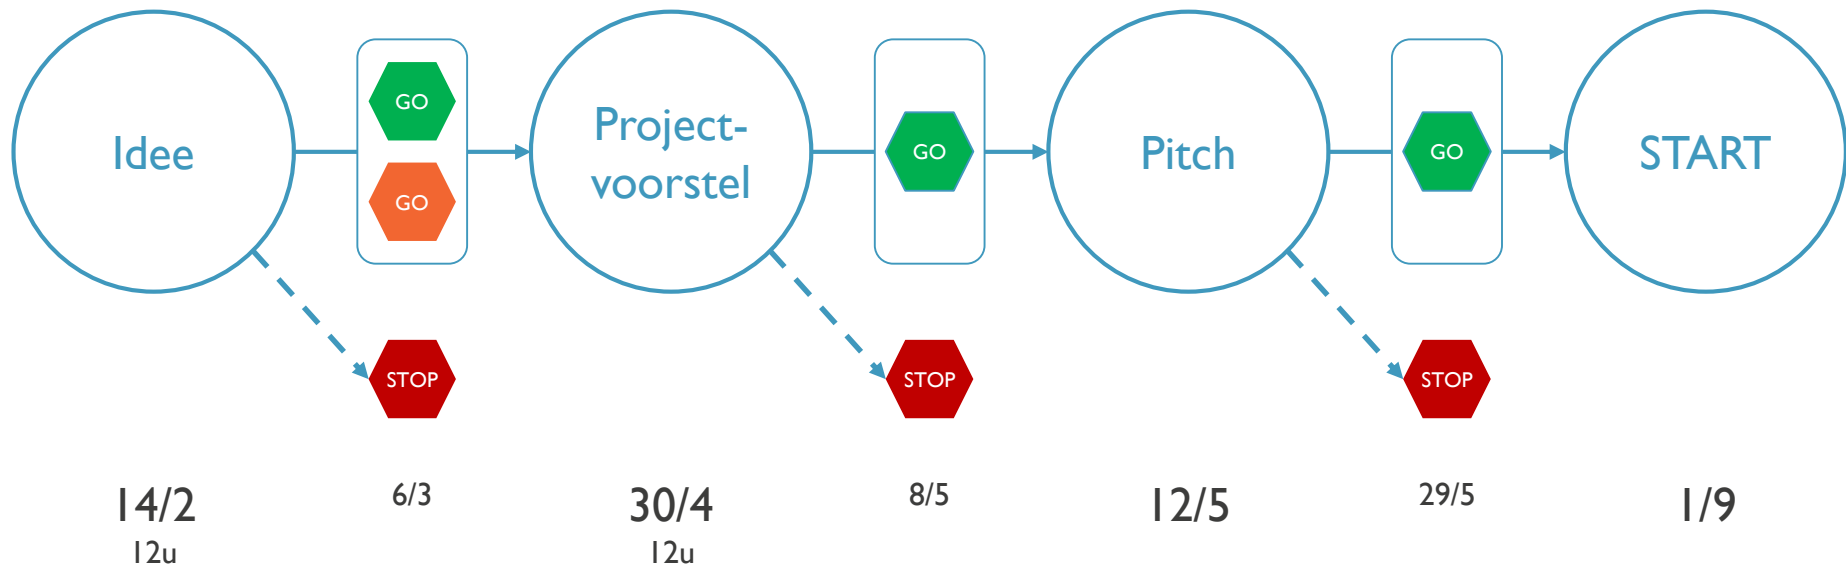 Idee
GO
GO
STOP
Project-
voorstel
GO
STOP
Pitch
GO
STOP
START
14/2
12u
6/3
30/4
12u
8/5
12/5
29/5
1/9